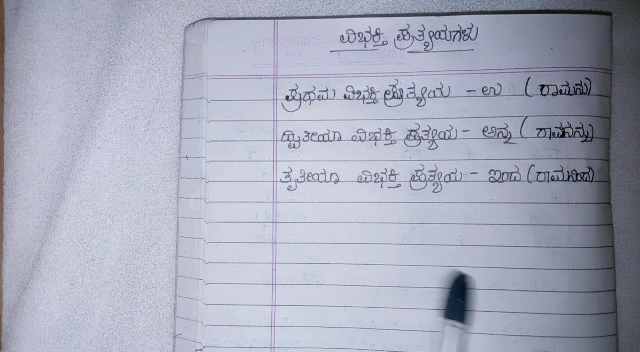 ವಿಭಕ್ತಿ ಪ್ರತ್ಯಯಗಳು
ಪ್ರಥಮ ವಿಭಕ್ತಿ ಪ್ರತ್ಯಯ - ಉ (ರಾಮನು)
ದ್ವಿತೀಯಾ ವಿಭಕ್ತಿ ಪ್ರತ್ಯಯ - ಅನ್ನು (ರಾಮನನ್ನು)
ತೃತೀಯಾ ವಿಭಕ್ತಿ ಪ್ರತ್ಯಯ - ಇಂದ (ರಾಮನಿಂದ)